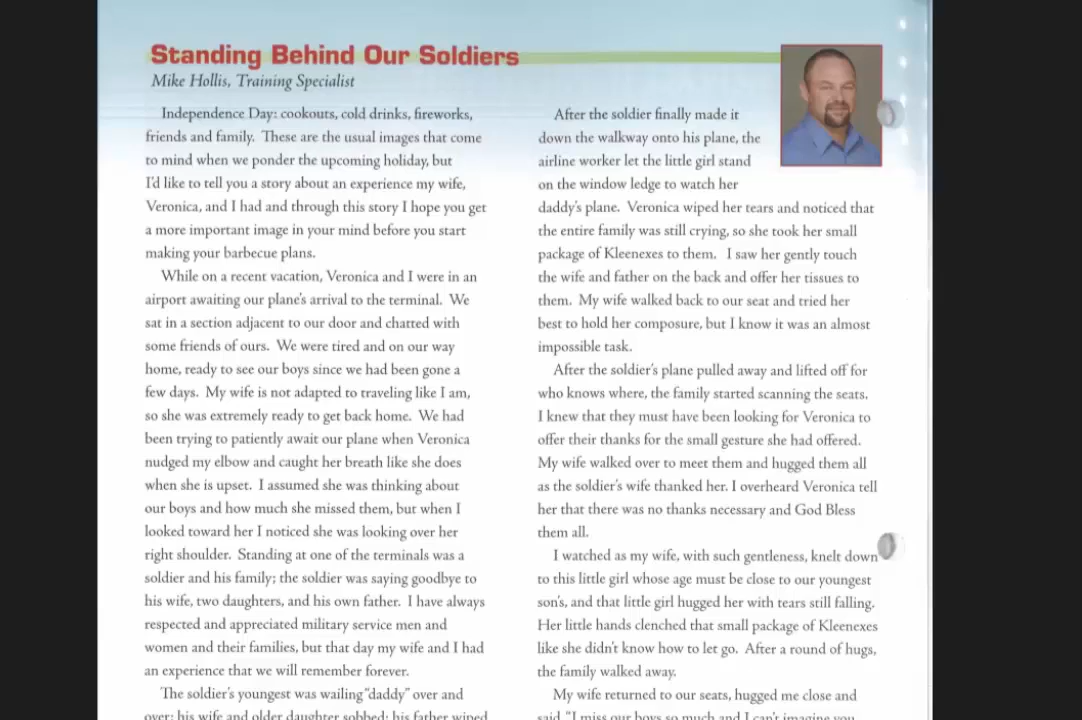 Standing Behind Our Soldiers
Mike Hollis, Training Specialist
Independence Day: cookouts, cold drinks, fireworks,
friends and family.  These are the usual images that come
to mind when we ponder the upcoming holiday, but
I'd like to tell you a story about an experience my wife,
Veronica, and I had and through this story I hope you get
a more important image in your mind before you start
making your barbecue plans.
While on a recent vacation, Veronica and I were in an
airport awaiting our plane's arrival to the terminal.  We
sat in a section adjacent to our door and chatted with
some friends of ours.  We were tired and on our way
home, ready to see our boys since we had been gone a
few days.  My wife is not adapted to traveling like I am,
so she was extremely ready to get back home.  We had
been trying to patiently await our plane when Veronica
nudged my elbow and caught her breath like she does
when she is upset.  I assumed she was thinking about
our boys and how much she missed them, but when I
looked toward her I noticed she was looking over her
right shoulder.  Standing at one of the terminals was a
soldier and his family; the soldier was saying goodbye to
his wife, two daughters, and his own father.  I have always
respected and appreciated military service men and
women and their families, but that day my wife and I had
an experience that we will remember forever.
The soldier's youngest was wailing "daddy" over and
over; his wife and older daughter sobbed; his father wiped
After the soldier finally made it
down the walkway onto his plane, the
airline worker let the little girl stand
on the window ledge to watch her
daddy's plane.  Veronica wiped her tears and noticed that
the entire family was still crying, so she took her small
package of Kleenexes to them.  I saw her gently touch
the wife and father on the back and offer her tissues to
them.  My wife walked back to our seat and tried her
best to hold her composure, but I know it was an almost
impossible task.
After the soldier's plane pulled away and lifted off for
who knows where, the family started scanning the seats.
I knew that they must have been looking for Veronica to
offer their thanks for the small gesture she had offered.
My wife walked over to meet them and hugged them all
as the soldier's wife thanked her. I overheard Veronica tell
her that there was no thanks necessary and God Bless
them all.
I watched as my wife, with such gentleness, knelt down
to this little girl whose age must be close to our youngest
son's, and that little girl hugged her with tears still falling.
Her little hands clenched that small package of Kleenexes
like she didn't know how to let go.  After a round of hugs,
the family walked away.
My wife returned to our seats, hugged me close and
said, "I miss our boys so much and I can't imagine you